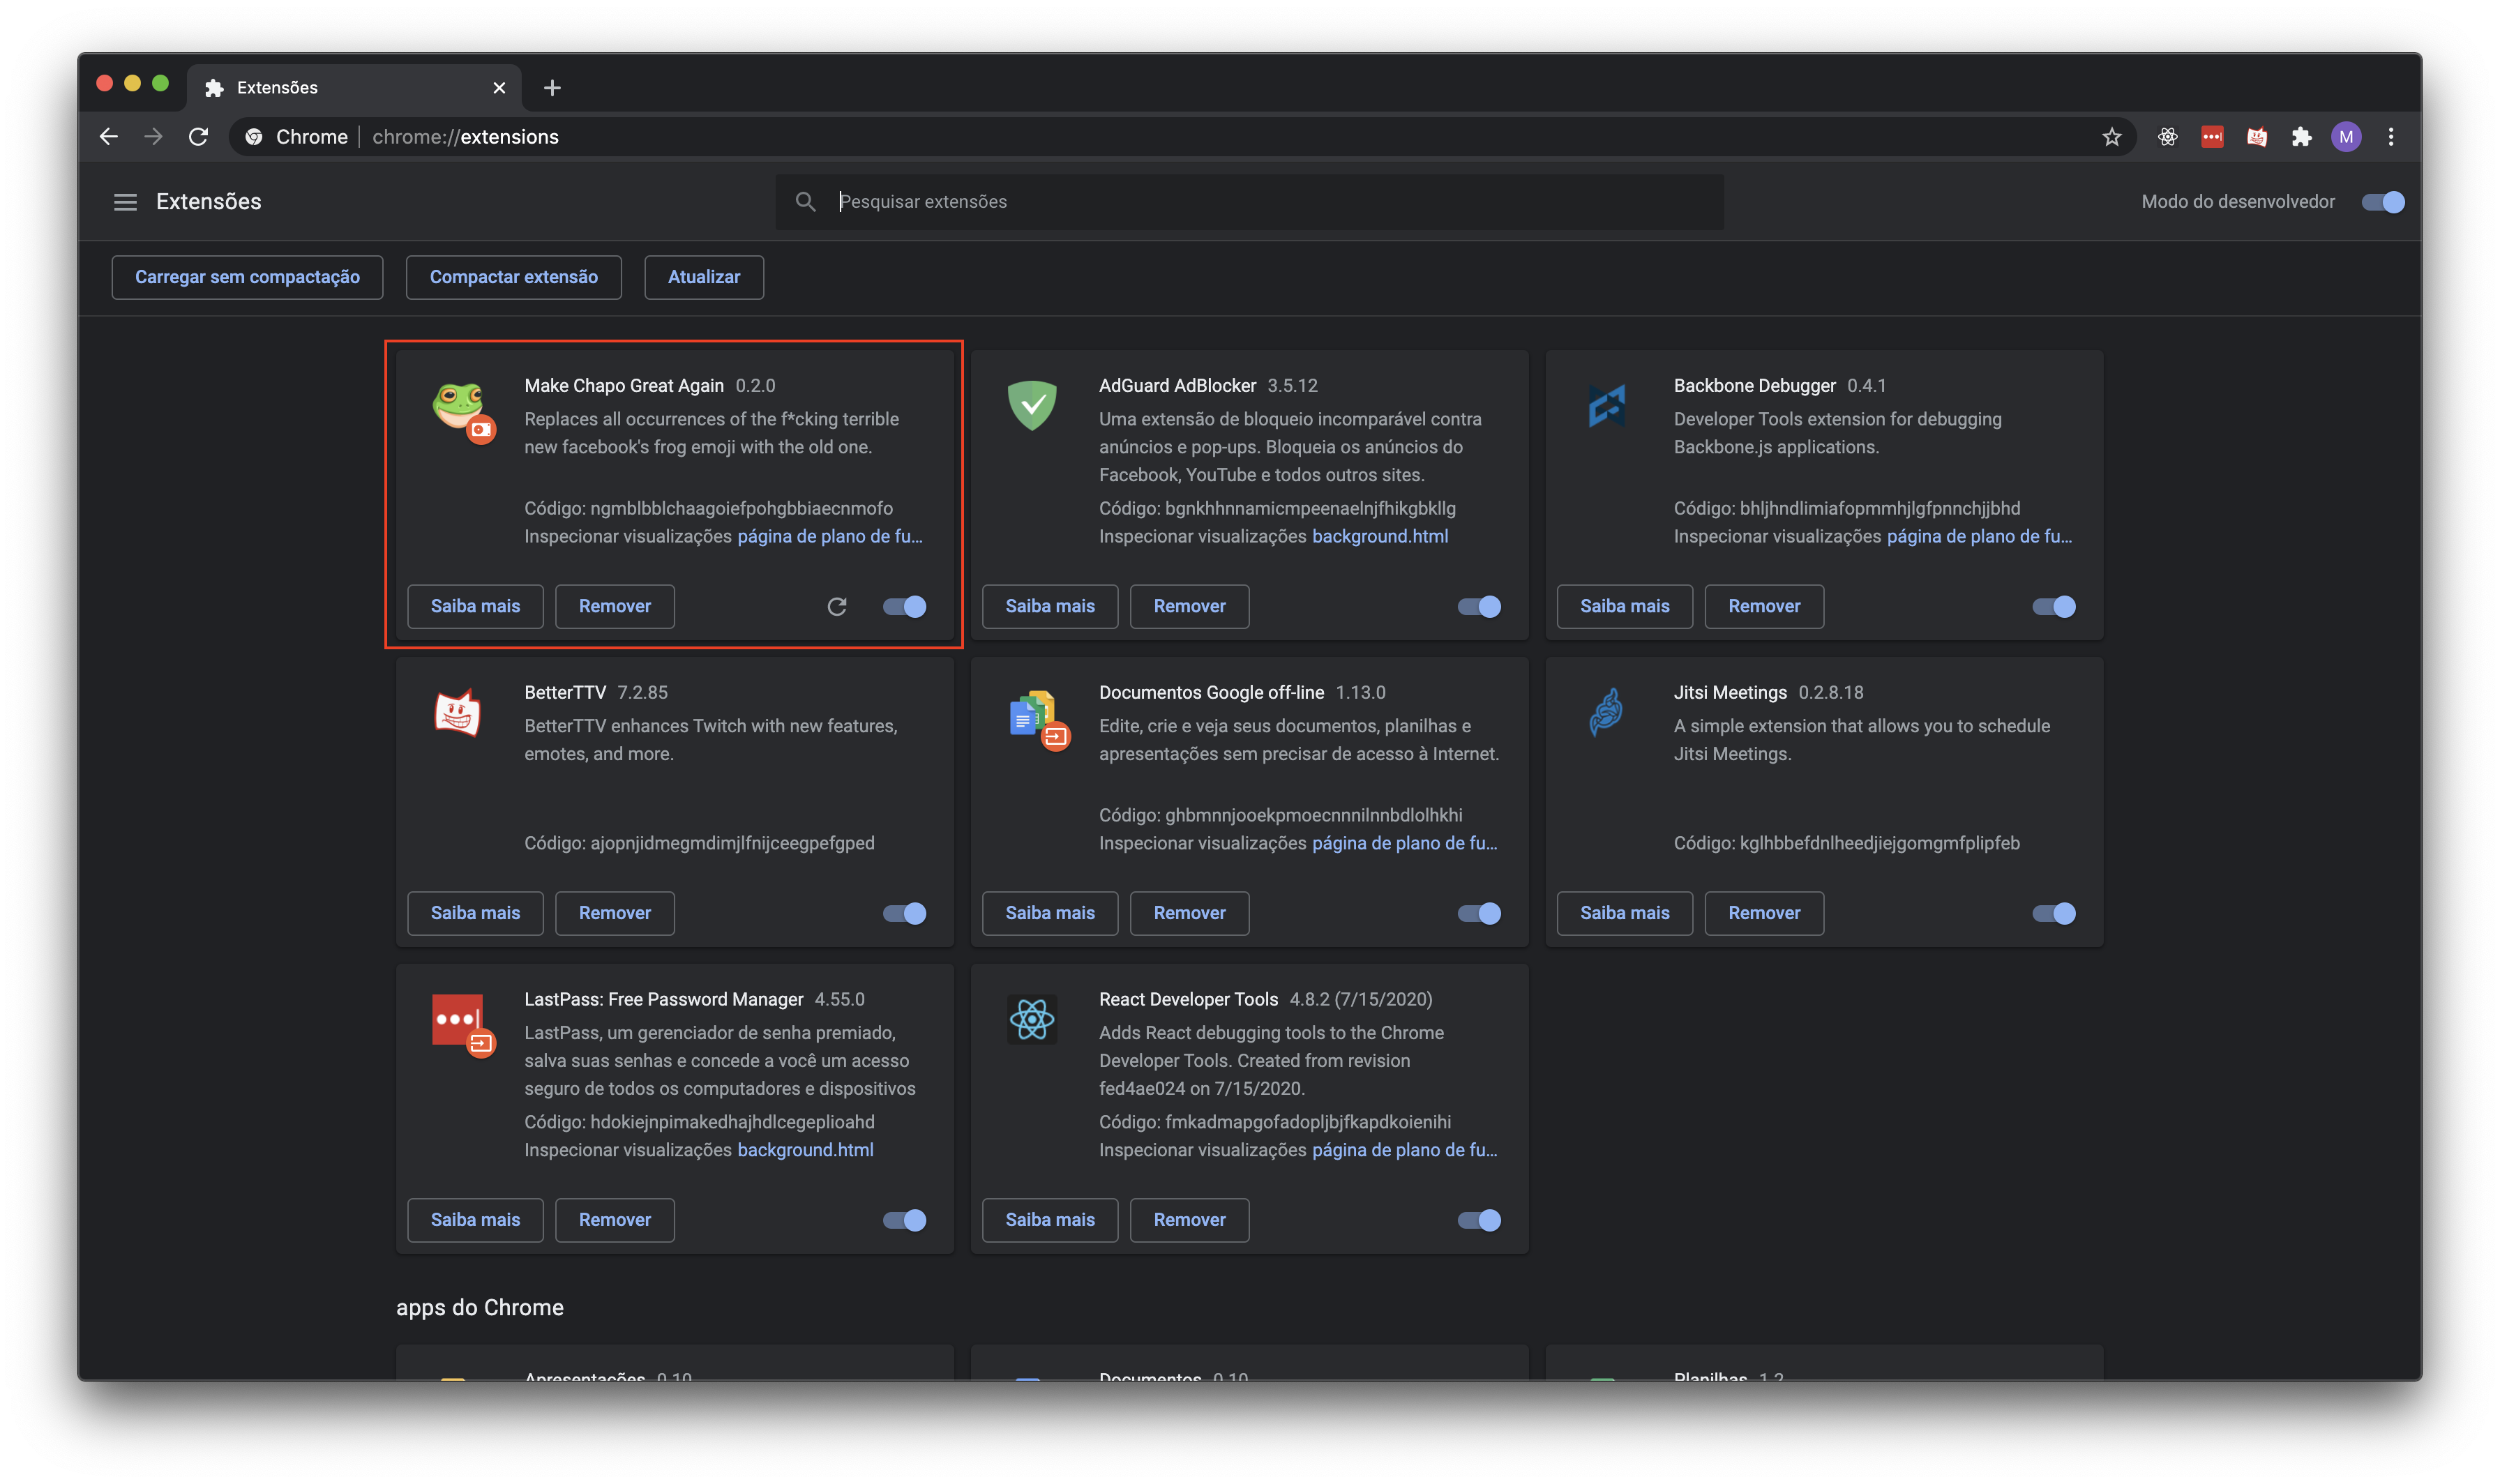 Extensões
Chrome
chrome://extensions
M
Extensões
Pesquisar extensões
Modo do desenvolvedor
Carregar sem compactação
Compactar extensão
Atualizar
Make Chapo Great Again 0.2.0
Replaces all occurrences of the f*cking terrible
new facebook's frog emoji with the old one.
Código: ngmblbblchaagoiefpohgbbiaecnmofo
Inspecionar visualizações página de plano de fu...
Saiba mais
Remover
AdGuard AdBlocker 3.5.12
Uma extensão de bloqueio incomparável contra
anúncios e pop-ups. Bloqueia os anúncios do
Facebook, YouTube e todos outros sites.
Código: bgnkhhnnamicmpeenaelnjfhikgbkllg
Inspecionar visualizações background.html
Saiba mais
Remover
Backbone Debugger 0.4.1
Developer Tools extension for debugging
Backbone.js applications.
Código: bhljhndlimiafopmmhjlgfpnnchjjbhd
Inspecionar visualizações página de plano de fu...
Saiba mais
Remover
BetterTTV 7.2.85
BetterTTV enhances Twitch with new features,
emotes, and more.
Código: ajopnjidmegmdimjlfnijceegpefgped
Saiba mais
Remover
Documentos Google off-line 1.13.0
Edite, crie e veja seus documentos, planilhas e
apresentações sem precisar de acesso à Internet.
Código: ghbmnnjooekpmoecnnnilnnbdlolhkhi
Inspecionar visualizações página de plano de fu...
Saiba mais
Remover
Jitsi Meetings 0.2.8.18
A simple extension that allows you to schedule
Jitsi Meetings.
Código: kglhbbefdnlheedjiejgomgmfplipfeb
Saiba mais
Remover
LastPass: Free Password Manager 4.55.0
LastPass, um gerenciador de senha premiado,
salva suas senhas e concede a você um acesso
seguro de todos os computadores e dispositivos
Código: hdokiejnpimakedhajhdlcegeplioahd
Inspecionar visualizações background.html
Saiba mais
Remover
React Developer Tools 4.8.2 (7/15/2020)
Adds React debugging tools to the Chrome
Developer Tools. Created from revision
fed4ae024 on 7/15/2020.
Código: fmkadmapgofadopljbjfkapdkoienihi
Inspecionar visualizações página de plano de fu...
Saiba mais
Remover
apps do Chrome
Apresentações 0.10
Documentos 0.10
Planilhas 1.2